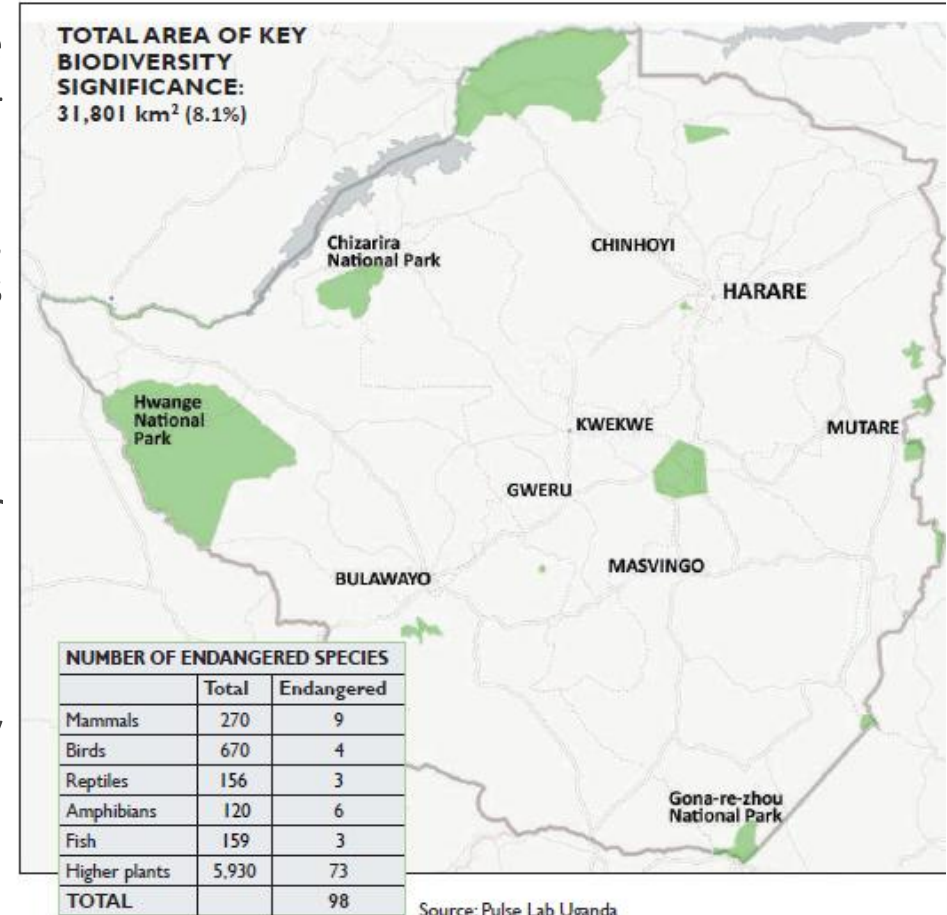 TOTAL AREA OF KEY
BIODIVERSITY
SIGNIFICANCE:
31,801 km² (8.1%)
Chizarira
National Park
CHINHOYI
HARARE
Hwange
National
Park
KWEKWE
MUTARE
GWERU
MASVINGO
BULAWAYO
NUMBER OF ENDANGERED SPECIES
Total Endangered
Mammals 270 9
Birds 670 4
Reptiles 156 3
Amphibians 120 6
Fish 159 3
Higher plants 5,930 73
TOTAL 98
Gona-re-zhou
National Park
Source: Pulse Lab Uganda